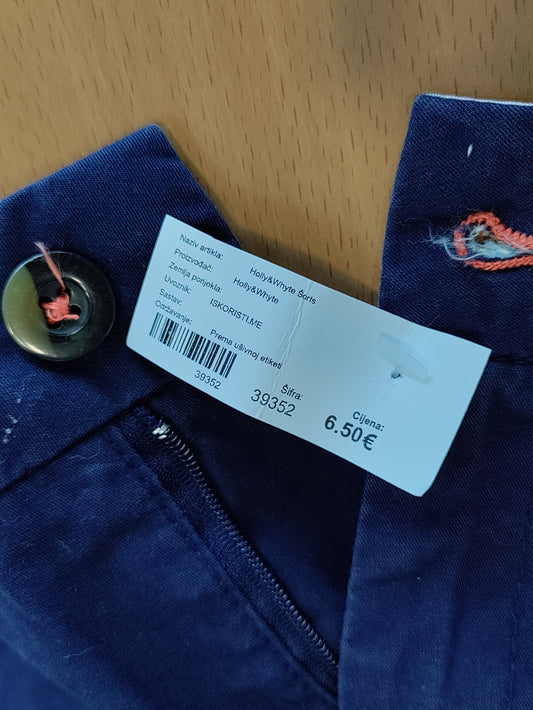 Naziv artikla: Holly&Whyte Šorts
Proizvođač: Holly&Whyte
Zemlja porijekla:
Uvoznik: ISKORISTI.ME
Sastav:
Održavanje: Prema ušivnoj etiketi
39352
Šifra:
39352
Cijena:
6.50€